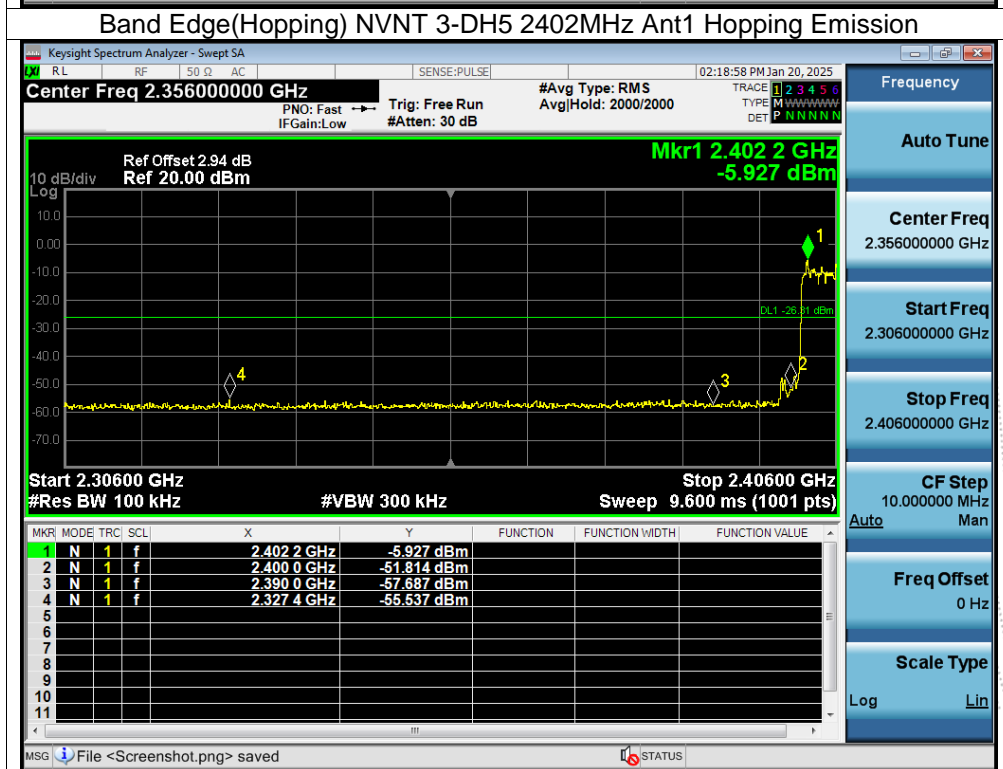 Band Edge(Hopping) NVNT 3-DH5 2402MHz Ant1 Hopping Emission
Keysight Spectrum Analyzer - Swept SA
LXI RL RF 50 Ω AC SENSE:PULSE 02:18:58 PM Jan 20, 2025
Center Freq 2.356000000 GHz #Avg Type: RMS TRACE 1 2 3 4 5 6
PNO: Fast Trig: Free Run Avg|Hold: 2000/2000 TYPE M WWWWW
IFGain:Low #Atten: 30 dB DET P N N N N N
Mkr1 2.402 2 GHz
-5.927 dBm
Ref Offset 2.94 dB
10 dB/div Ref 20.00 dBm
Log
10.0
0.00
-10.0
-20.0
-30.0
-40.0
-50.0
-60.0
-70.0
1
DL1 -26.31 dBm
2
3
4
Start 2.30600 GHz Stop 2.40600 GHz
#Res BW 100 kHz #VBW 300 kHz Sweep 9.600 ms (1001 pts)
MKR MODE TRC SCL X Y FUNCTION FUNCTION WIDTH FUNCTION VALUE
1 N 1 f 2.402 2 GHz -5.927 dBm
2 N 1 f 2.400 0 GHz -51.814 dBm
3 N 1 f 2.390 0 GHz -57.687 dBm
4 N 1 f 2.327 4 GHz -55.537 dBm
5
6
7
8
9
10
11
MSG File <Screenshot.png> saved STATUS
Frequency
Auto Tune
Center Freq
2.356000000 GHz
Start Freq
2.306000000 GHz
Stop Freq
2.406000000 GHz
CF Step
10.000000 MHz
Auto Man
Freq Offset
0 Hz
Scale Type
Log Lin